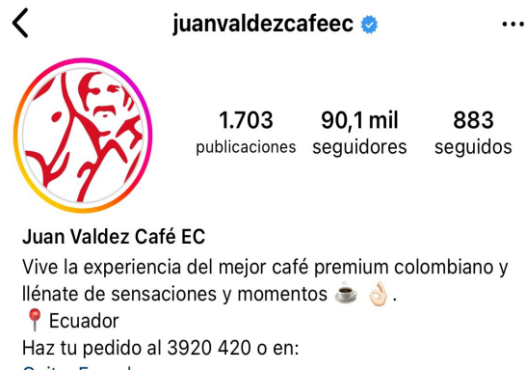 juanvaldezcafeec
1.703 90,1 mil 883
publicaciones seguidores seguidos
Juan Valdez Café EC
Vive la experiencia del mejor café premium colombiano y
llénate de sensaciones y momentos ☕ 👌🏻.
📍 Ecuador
Haz tu pedido al 3920 420 o en: